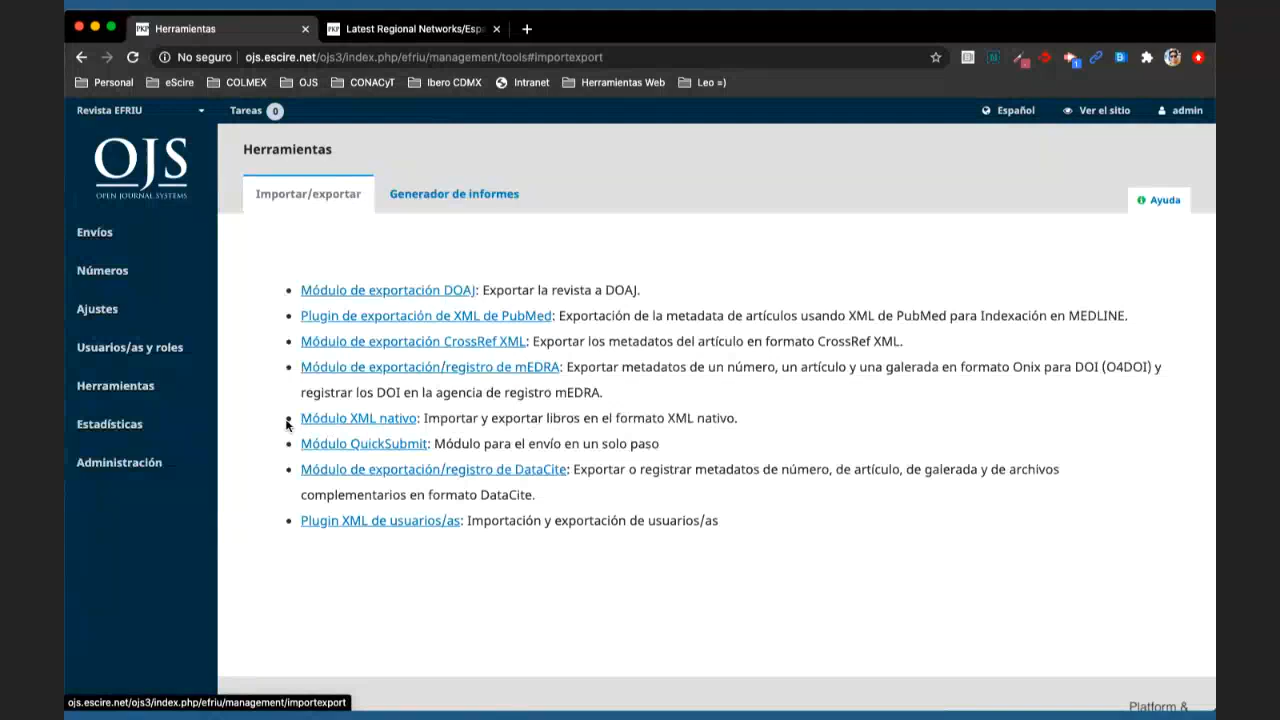 Herramientas
Latest Regional Networks/Esp
No seguro
ojs.escire.net/ojs3/index.php/efriu/management/tools#importexport
Personal
eScire
COLMEX
OJS
CONACyT
Ibero CDMX
Intranet
Herramientas Web
Leo =)
Revista EFRIU
Tareas 0
Español
Ver el sitio
admin
OJS
OPEN JOURNAL SYSTEMS
Envíos
Números
Ajustes
Usuarios/as y roles
Herramientas
Estadísticas
Administración
Herramientas
Importar/exportar
Generador de informes
Ayuda
Módulo de exportación DOAJ: Exportar la revista a DOAJ.
Plugin de exportación de XML de PubMed: Exportación de la metadata de artículos usando XML de PubMed para Indexación en MEDLINE.
Módulo de exportación CrossRef XML: Exportar los metadatos del artículo en formato CrossRef XML.
Módulo de exportación/registro de mEDRA: Exportar metadatos de un número, un artículo y una galerada en formato Onix para DOI (O4DOI) y
registrar los DOI en la agencia de registro mEDRA.
Módulo XML nativo: Importar y exportar libros en el formato XML nativo.
Módulo QuickSubmit: Módulo para el envío en un solo paso
Módulo de exportación/registro de DataCite: Exportar o registrar metadatos de número, de artículo, de galerada y de archivos
complementarios en formato DataCite.
Plugin XML de usuarios/as: Importación y exportación de usuarios/as
ojs.escire.net/ojs3/index.php/efriu/management/importexport
Platform &